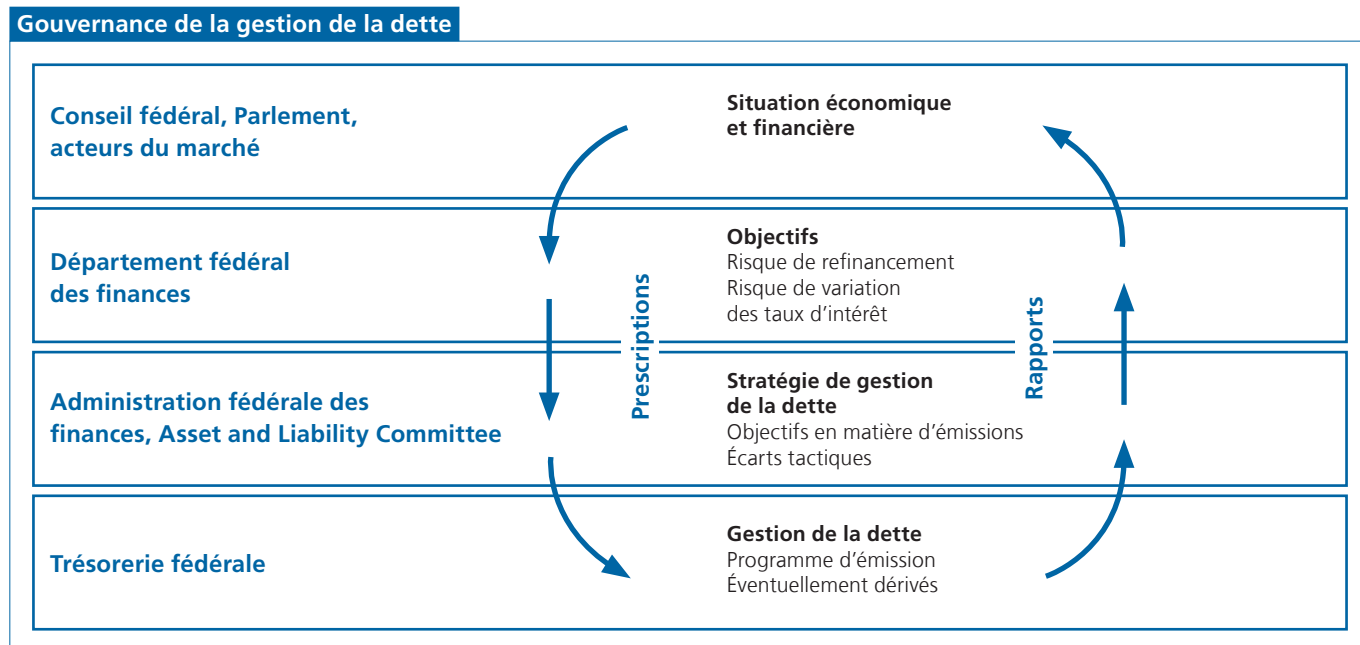 Gouvernance de la gestion de la dette
Conseil fédéral, Parlement,
acteurs du marché
Situation économique
et financière
Département fédéral
des finances
Objectifs
Risque de refinancement
Risque de variation
des taux d’intérêt
Prescriptions
Rapports
Administration fédérale des
finances, Asset and Liability Committee
Stratégie de gestion
de la dette
Objectifs en matière d’émissions
Écarts tactiques
Trésorerie fédérale
Gestion de la dette
Programme d’émission
Éventuellement dérivés